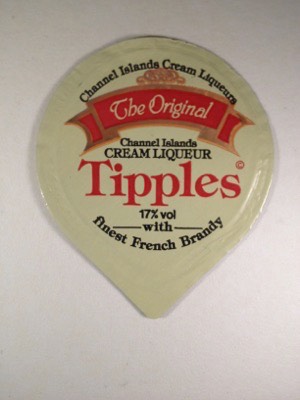 Channel Islands Cream Liqueurs
The Original
Channel Islands
CREAM LIQUEUR
Tipples ©
17% vol
with
finest French Brandy